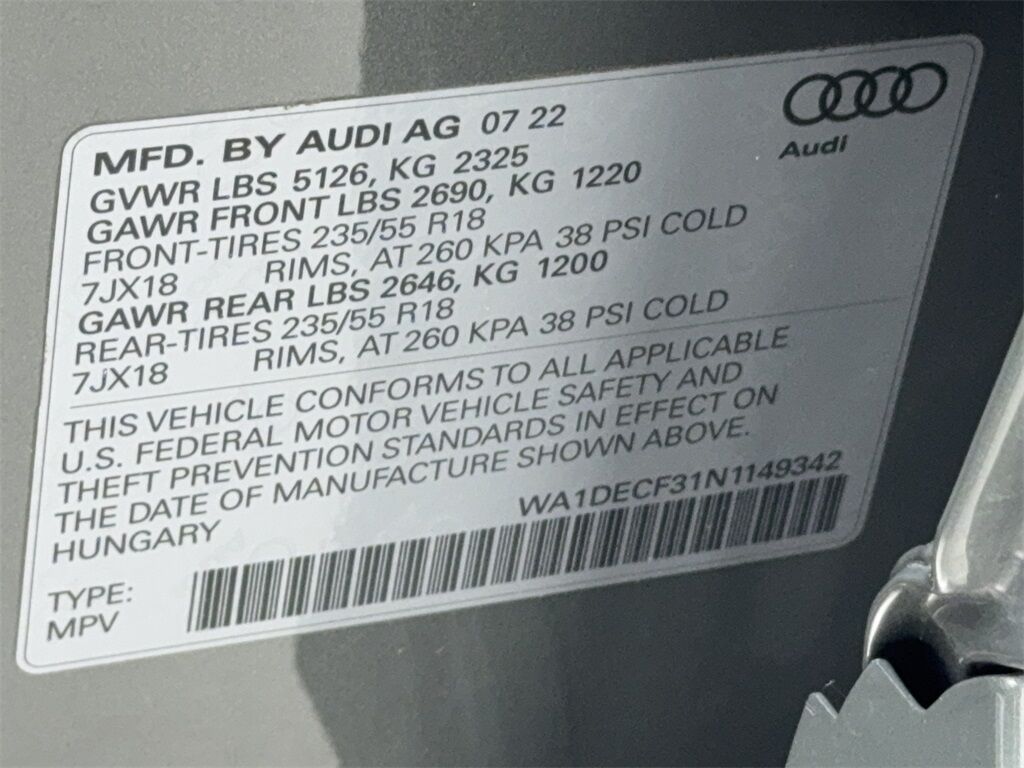 Audi
MFD. BY AUDI AG 07 22
GVWR LBS 5126, KG 2325
GAWR FRONT LBS 2690, KG 1220
FRONT-TIRES 235/55 R18
7JX18 RIMS, AT 260 KPA 38 PSI COLD
GAWR REAR LBS 2646, KG 1200
REAR-TIRES 235/55 R18
7JX18 RIMS, AT 260 KPA 38 PSI COLD
THIS VEHICLE CONFORMS TO ALL APPLICABLE
U.S. FEDERAL MOTOR VEHICLE SAFETY AND
THEFT PREVENTION STANDARDS IN EFFECT ON
THE DATE OF MANUFACTURE SHOWN ABOVE.
HUNGARY WA1DECF31N1149342
TYPE:
MPV